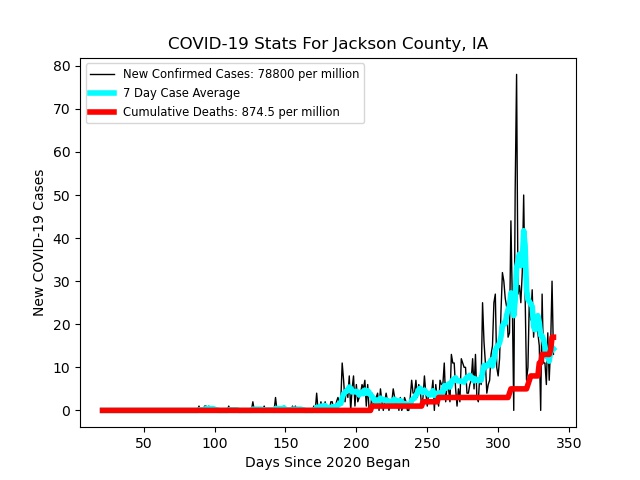 COVID-19 Stats For Jackson County, IA
New Confirmed Cases: 78800 per million
7 Day Case Average
Cumulative Deaths: 874.5 per million
New COVID-19 Cases
80
70
60
50
40
30
20
10
0
50 100 150 200 250 300 350
Days Since 2020 Began